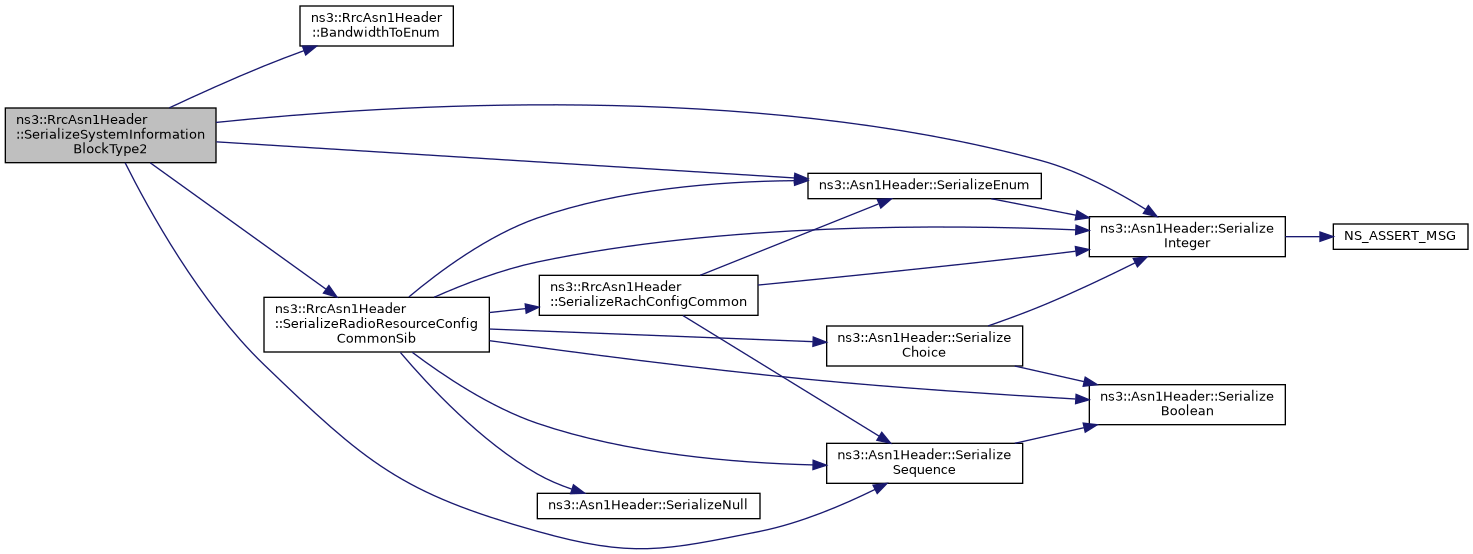 ns3::RrcAsn1Header
::BandwidthToEnum
ns3::RrcAsn1Header
::SerializeSystemInformation
BlockType2
ns3::Asn1Header::SerializeEnum
ns3::Asn1Header::Serialize
Integer
NS_ASSERT_MSG
ns3::RrcAsn1Header
::SerializeRachConfigCommon
ns3::RrcAsn1Header
::SerializeRadioResourceConfig
CommonSib
ns3::Asn1Header::Serialize
Choice
ns3::Asn1Header::Serialize
Boolean
ns3::Asn1Header::Serialize
Sequence
ns3::Asn1Header::SerializeNull